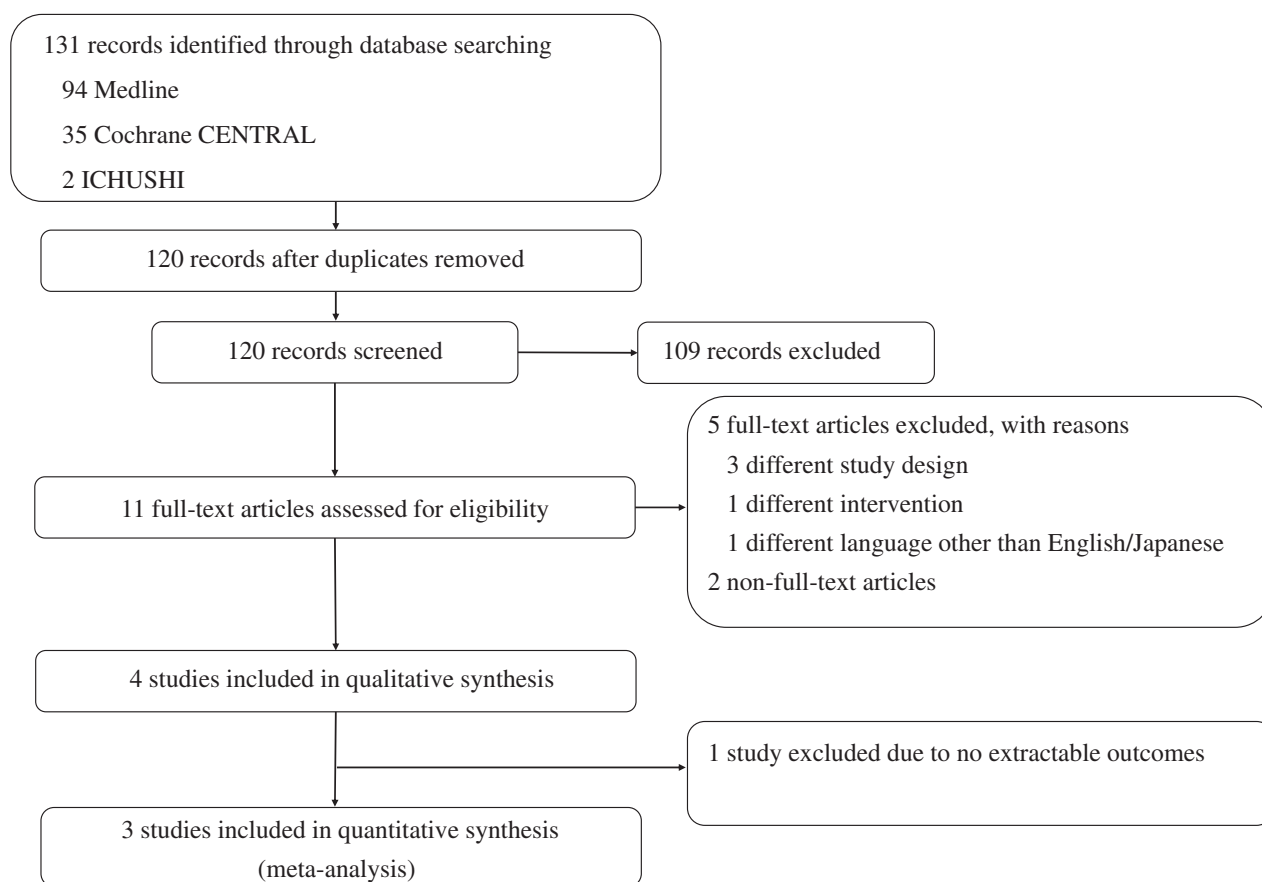 131 records identified through database searching
94 Medline
35 Cochrane CENTRAL
2 ICHUSHI
120 records after duplicates removed
120 records screened
109 records excluded
5 full-text articles excluded, with reasons
3 different study design
1 different intervention
1 different language other than English/Japanese
2 non-full-text articles
11 full-text articles assessed for eligibility
4 studies included in qualitative synthesis
1 study excluded due to no extractable outcomes
3 studies included in quantitative synthesis
(meta-analysis)